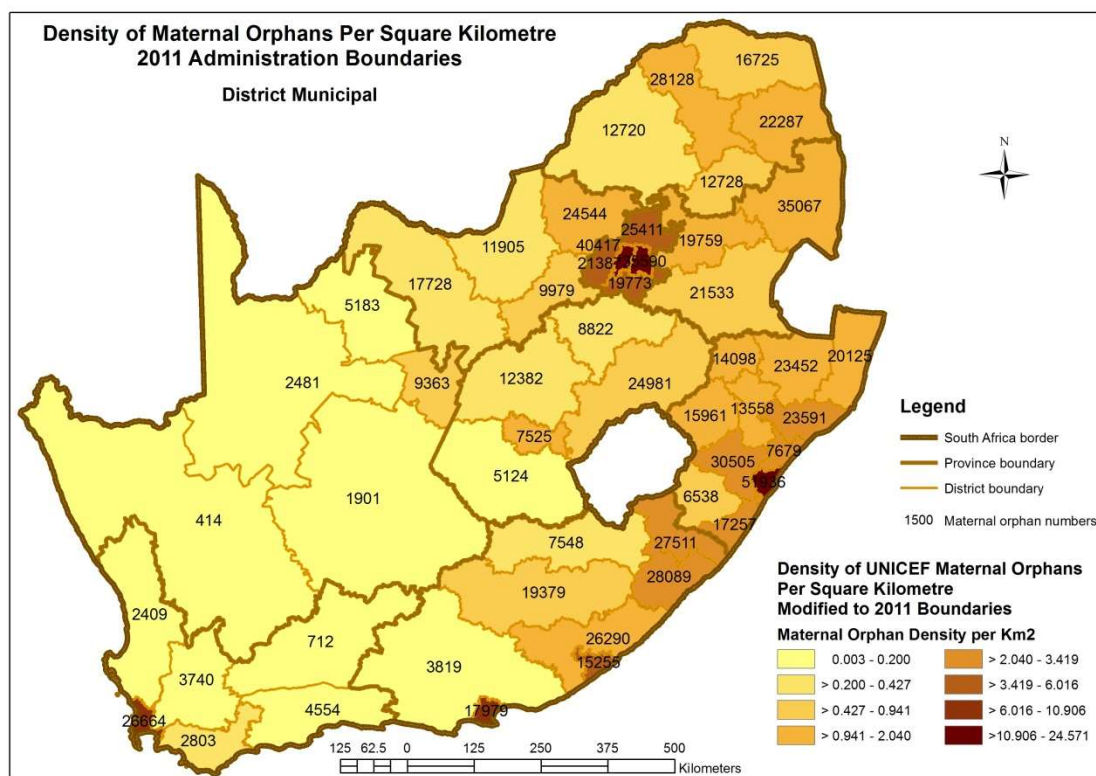 Density of Maternal Orphans Per Square Kilometre
2011 Administration Boundaries
District Municipal
N
16725
28128
22287
12720
12728
35067
24544
25411
19759
11905
40417
9979
19773
21533
17728
5183
8822
14098
23452
20125
2481
9363
12382
24981
15961
13558
23591
7525
7679
5124
30505
51936
1901
6538
17257
414
7548
27511
28089
19379
2409
712
26290
3819
15255
3740
4554
17979
26664
2803
Legend
South Africa border
Province boundary
District boundary
1500 Maternal orphan numbers
Density of UNICEF Maternal Orphans
Per Square Kilometre
Modified to 2011 Boundaries
Maternal Orphan Density per Km2
0.003 - 0.200
> 0.200 - 0.427
> 0.427 - 0.941
> 0.941 - 2.040
> 2.040 - 3.419
> 3.419 - 6.016
> 6.016 - 10.906
>10.906 - 24.571
125 62.5 0 125 250 375 500
Kilometers